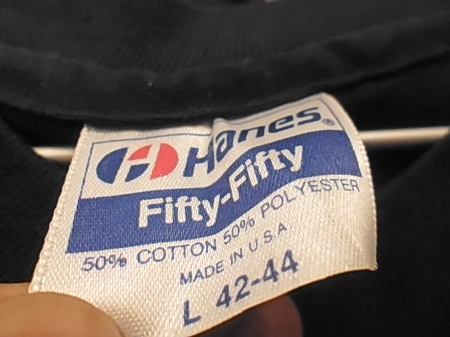 H Hanes®
Fifty-Fifty
50% COTTON 50% POLYESTER
MADE IN U.S.A
L 42-44